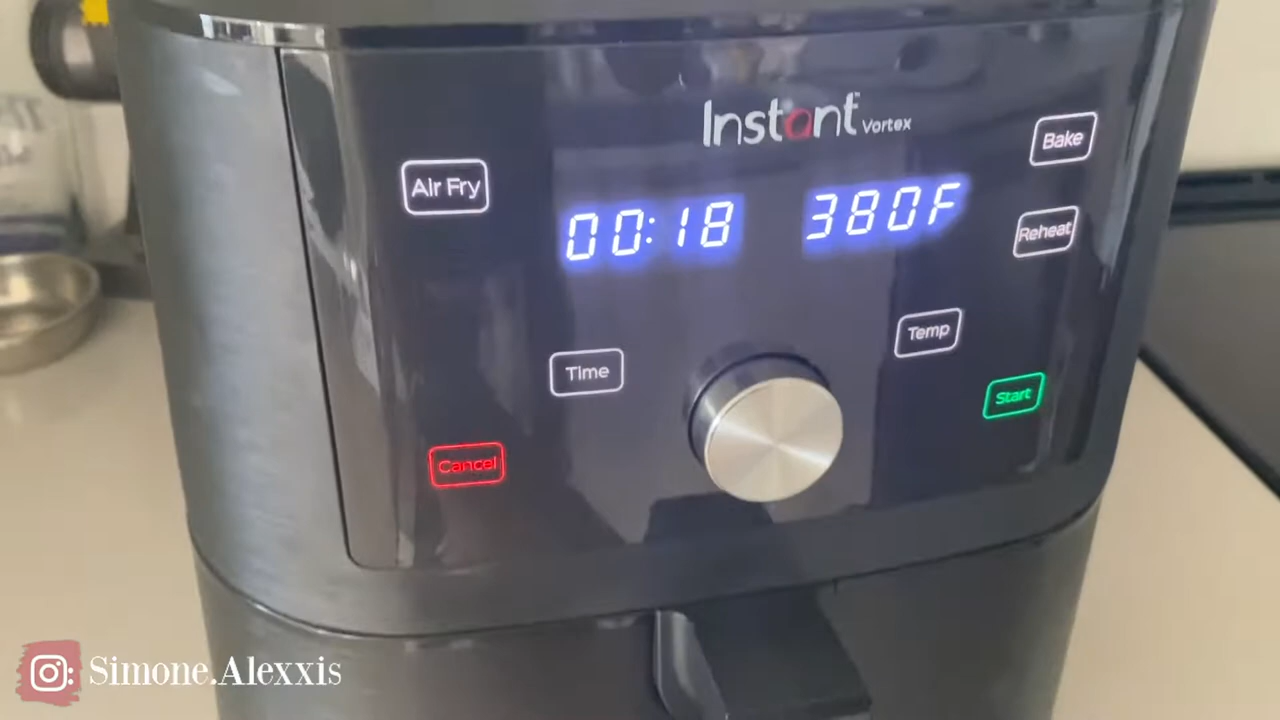 Instant Vortex
Bake
Air Fry
00:18 380F
Reheat
Temp
Time
Start
Cancel
Simone.Alexxis